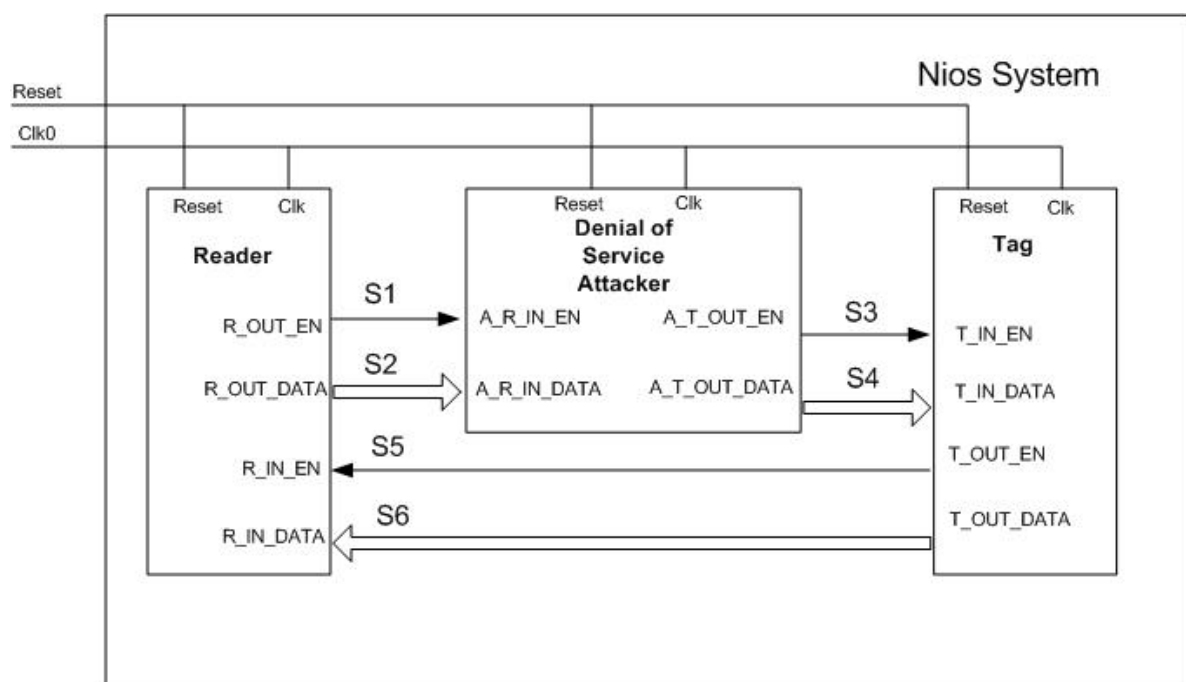 Nios System
Reset
Clk0
Reset Clk
Reset Clk
Reset Clk
Reader
Denial of
Service
Attacker
Tag
S1
R_OUT_EN
A_R_IN_EN
A_T_OUT_EN
S3
T_IN_EN
S2
R_OUT_DATA
A_R_IN_DATA
A_T_OUT_DATA
S4
T_IN_DATA
S5
R_IN_EN
T_OUT_EN
S6
R_IN_DATA
T_OUT_DATA